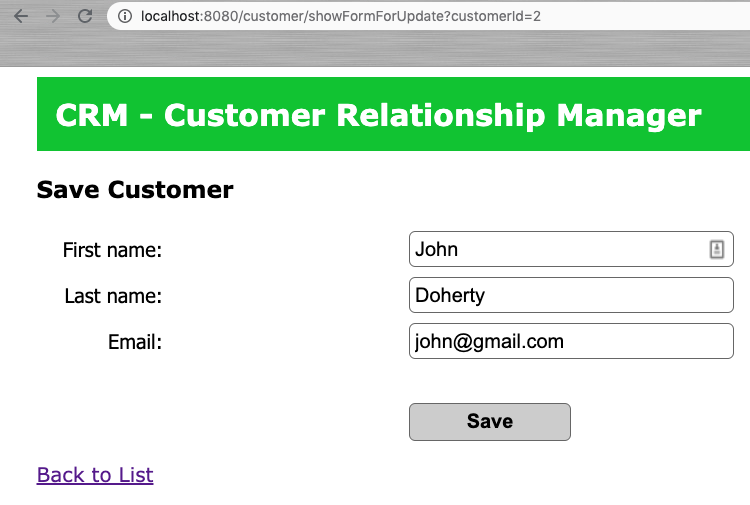 localhost:8080/customer/showFormForUpdate?customerId=2
CRM - Customer Relationship Manager
Save Customer
First name: John
Last name: Doherty
Email: john@gmail.com
Save
Back to List